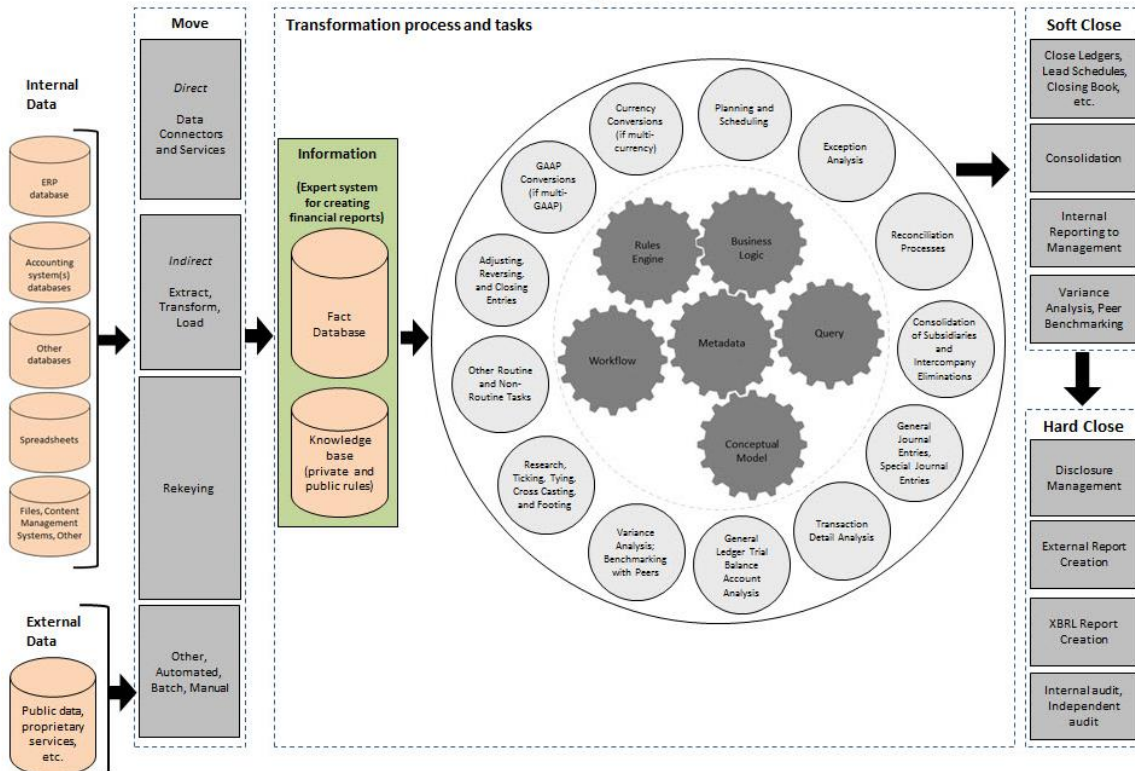 Internal
Data
ERP
database
Accounting
system(s)
databases
Other
databases
Spreadsheets
Files, Content
Management
Systems, Other
External
Data
Public data,
proprietary
services,
etc.
Move
Direct
Data
Connectors
and Services
Indirect
Extract,
Transform,
Load
Rekeying
Other,
Automated,
Batch, Manual
Transformation process and tasks
Information
(Expert system
for creating
financial reports)
Fact
Database
Knowledge
base
(private and
public rules)
Planning and
Scheduling
Exception
Analysis
Reconciliation
Processes
Consolidation
of Subsidiaries
and
Intercompany
Eliminations
General
Journal
Entries,
Special Journal
Entries
Transaction
Detail Analysis
General
Ledger Trial
Balance
Account
Analysis
Variance
Analysis;
Benchmarking
with Peers
Research,
Ticking, Tying,
Cross Casting,
and Footing
Other Routine
and Non-
Routine Tasks
Adjusting,
Reversing,
and Closing
Entries
GAAP
Conversions
(if multi-
GAAP)
Currency
Conversions
(if multi-
currency)
Rules
Engine
Business
Logic
Workflow
Metadata
Query
Conceptual
Model
Soft Close
Close Ledgers,
Lead Schedules,
Closing Book,
etc.
Consolidation
Internal
Reporting to
Management
Variance
Analysis, Peer
Benchmarking
Hard Close
Disclosure
Management
External Report
Creation
XBRL Report
Creation
Internal audit,
Independent
audit